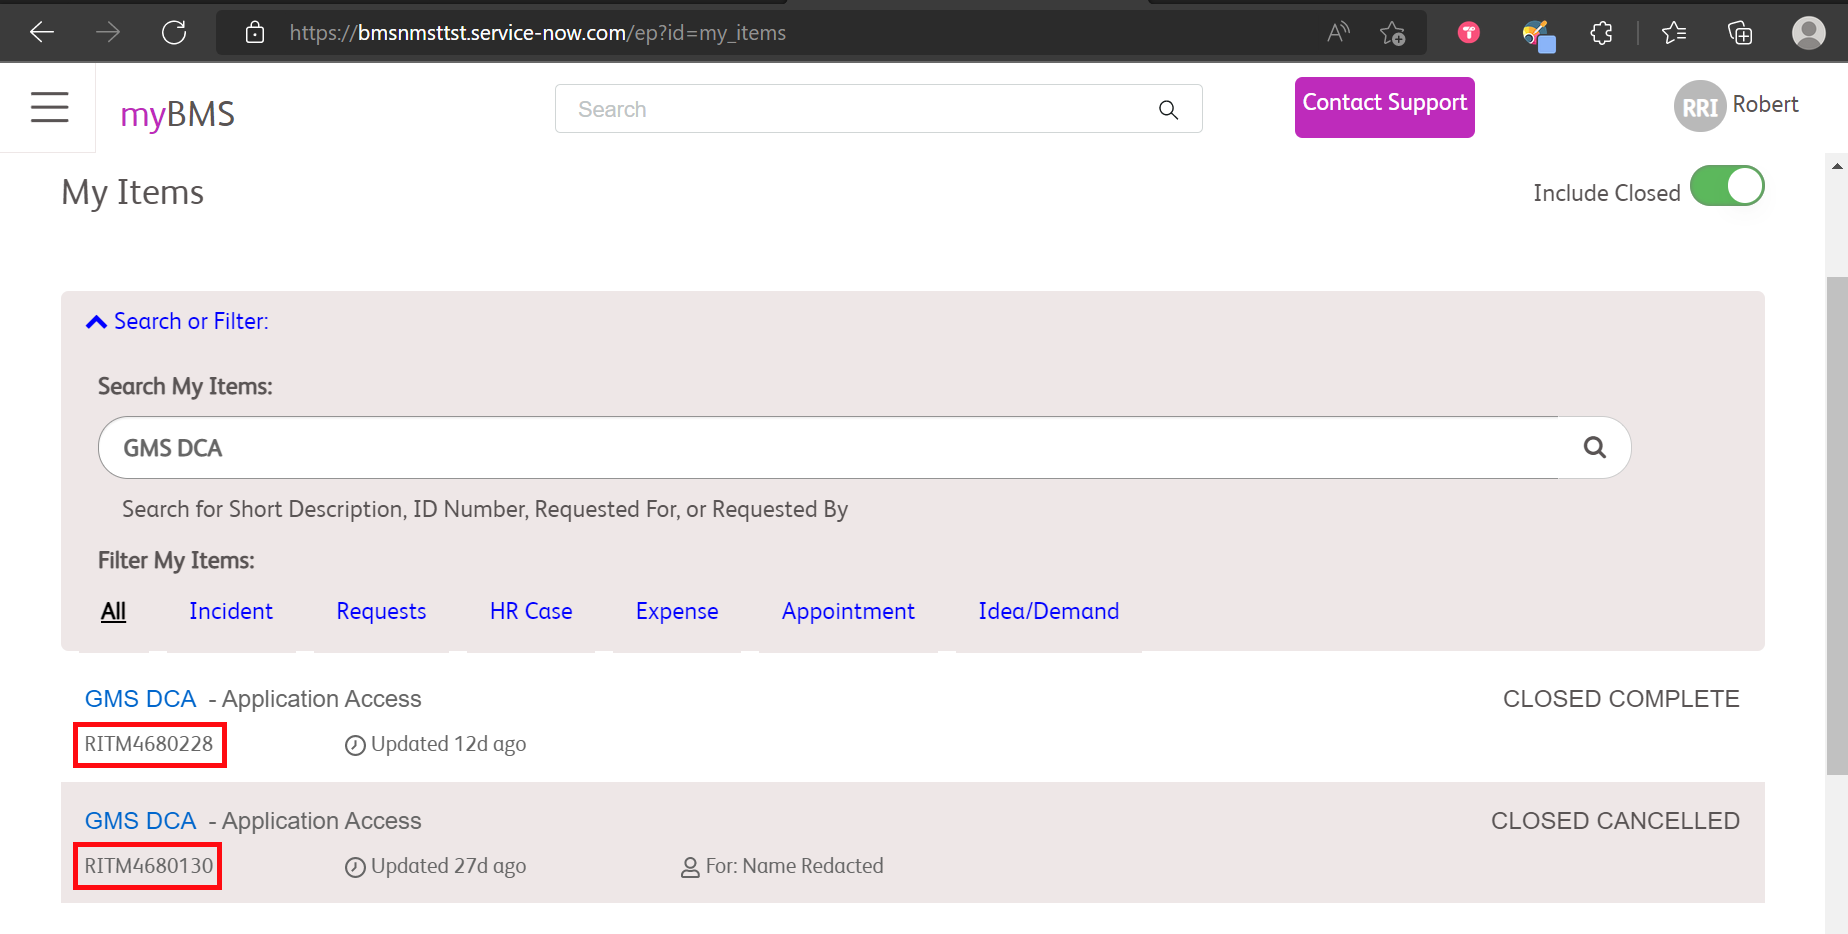 https://bmsnmsttst.service-now.com/ep?id=my_items
myBMS
Search
Contact Support
RRI Robert
My Items
Include Closed
Search or Filter:
Search My Items:
GMS DCA
Search for Short Description, ID Number, Requested For, or Requested By
Filter My Items:
All Incident Requests HR Case Expense Appointment Idea/Demand
GMS DCA - Application Access CLOSED COMPLETE
RITM4680228 Updated 12d ago
GMS DCA - Application Access CLOSED CANCELLED
RITM4680130 Updated 27d ago For: Name Redacted